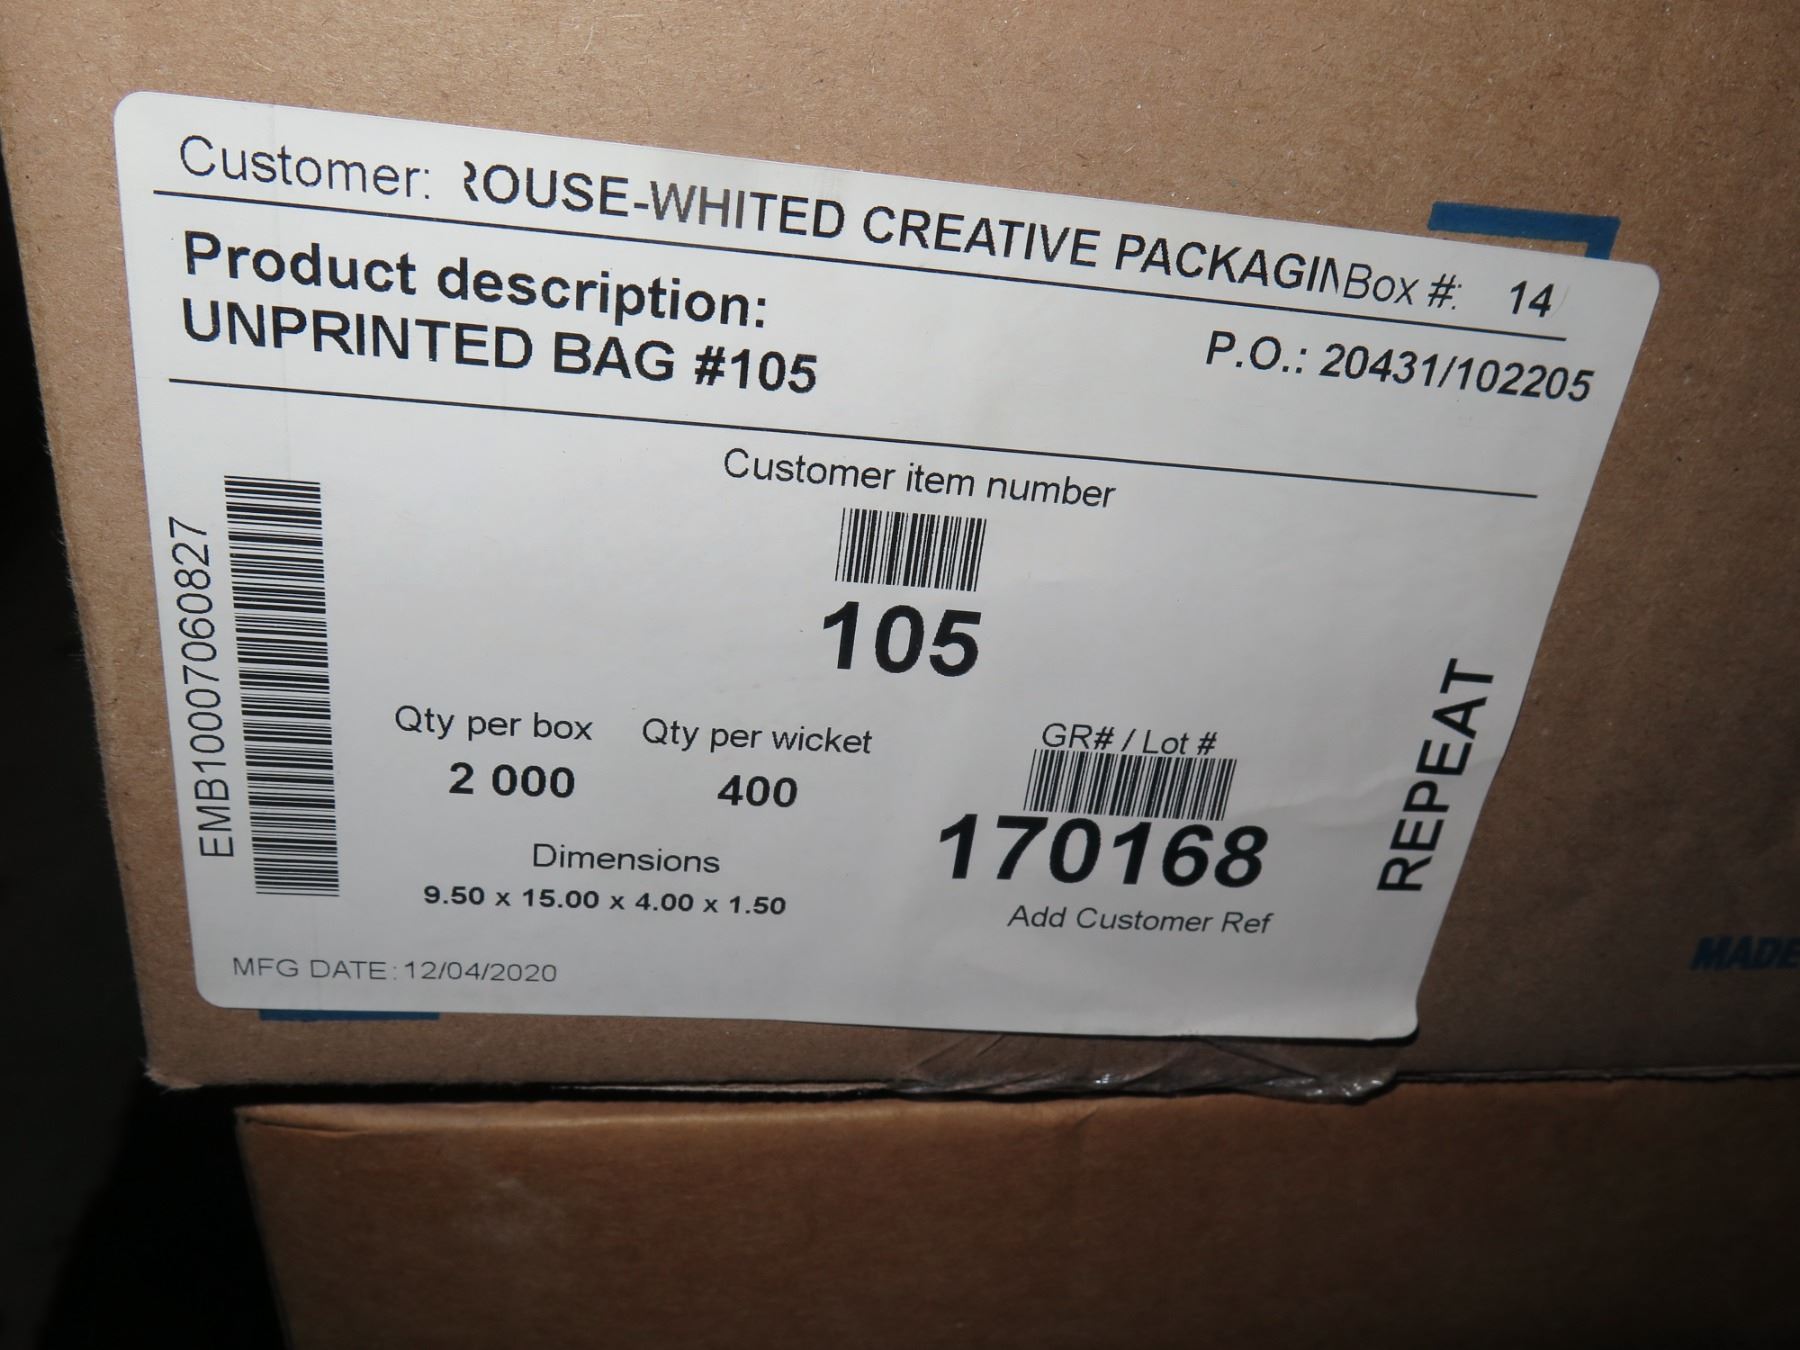 Customer: ROUSE-WHITED CREATIVE PACKAGIN Box #: 14
Product description:
UNPRINTED BAG #105
P.O.: 20431/102205
Customer item number
105
EMB10007060827
Qty per box
2 000
Qty per wicket
400
Dimensions
9.50 x 15.00 x 4.00 x 1.50
GR# / Lot #
170168
Add Customer Ref
REPEAT
MFG DATE: 12/04/2020
MADE